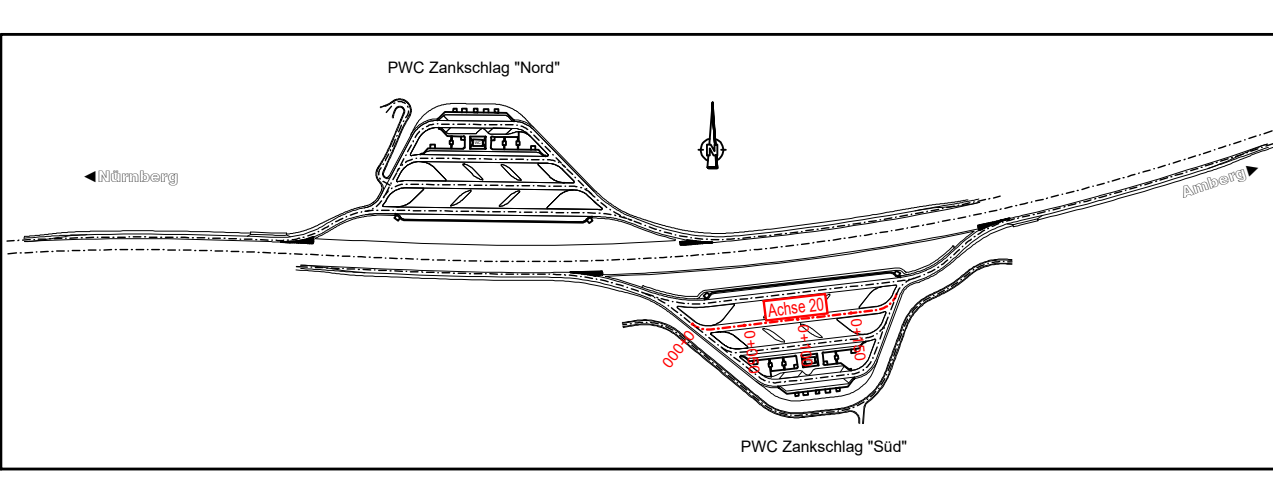 PWC Zankschlag "Nord"
N
Nürnberg
Amberg
Achse 20
0+000
0+050
0+100
0+150
PWC Zankschlag "Süd"